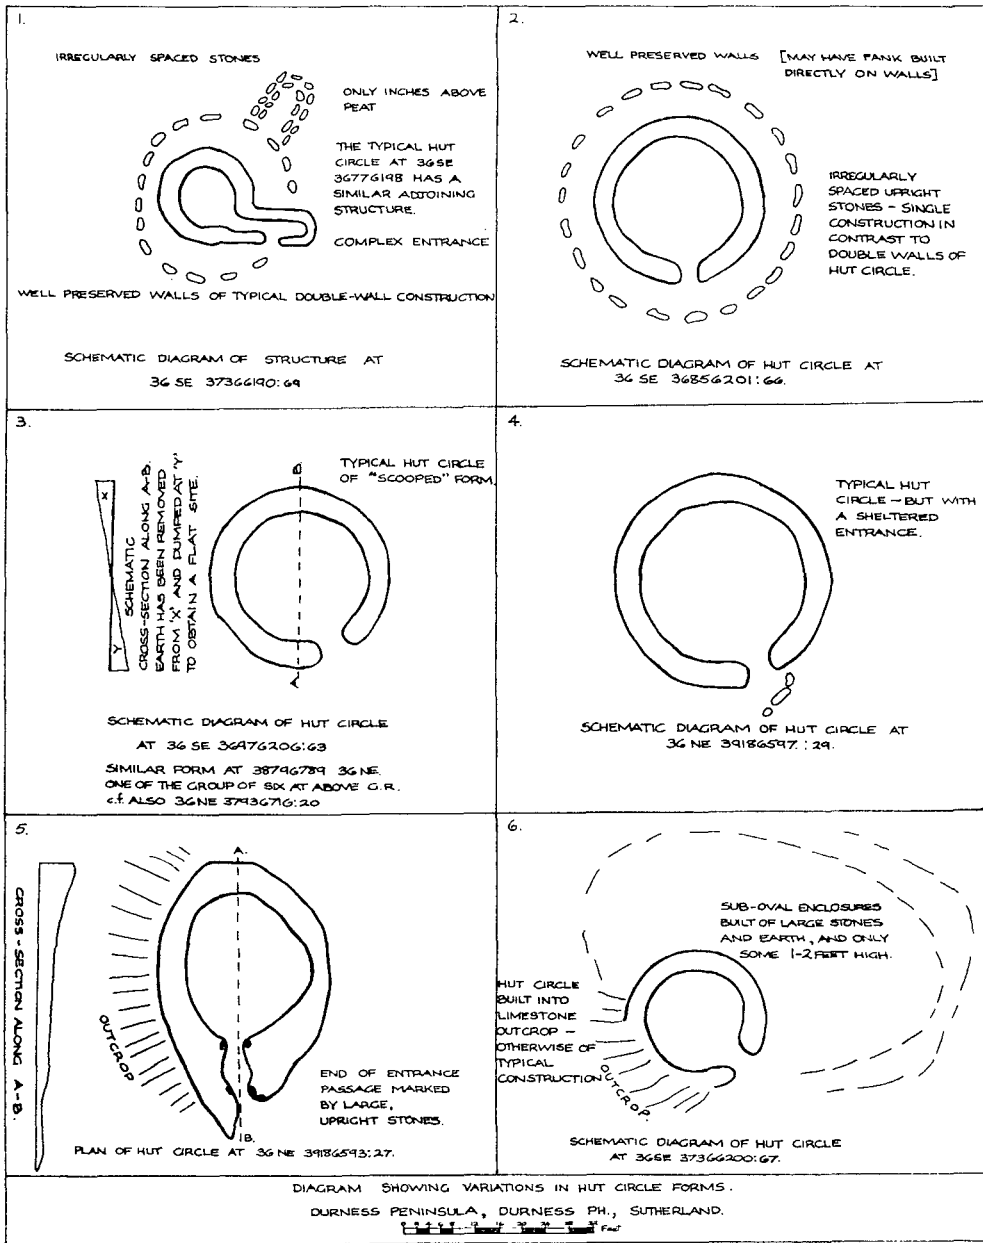 1.
IRREGULARLY SPACED STONES
ONLY INCHES ABOVE
PEAT
THE TYPICAL HUT
CIRCLE AT 36SE
36776198 HAS A
SIMILAR ADJOINING
STRUCTURE.
COMPLEX ENTRANCE
WELL PRESERVED WALLS OF TYPICAL DOUBLE-WALL CONSTRUCTION
SCHEMATIC DIAGRAM OF STRUCTURE AT
36 SE 37366190:69
2.
WELL PRESERVED WALLS [MAY HAVE FANK BUILT
DIRECTLY ON WALLS]
IRREGULARLY
SPACED UPRIGHT
STONES - SINGLE
CONSTRUCTION IN
CONTRAST TO
DOUBLE WALLS OF
HUT CIRCLE.
SCHEMATIC DIAGRAM OF HUT CIRCLE AT
36 SE 36856201:66.
3.
X
Y
SCHEMATIC
CROSS-SECTION ALONG A-B.
EARTH HAS BEEN REMOVED
FROM 'X' AND DUMPED AT 'Y'
TO OBTAIN A FLAT SITE.
B.
A.
TYPICAL HUT CIRCLE
OF "SCOOPED" FORM.
SCHEMATIC DIAGRAM OF HUT CIRCLE
AT 36 SE 36976206:63
SIMILAR FORM AT 38796789 36NE.
ONE OF THE GROUP OF SIX AT ABOVE G.R.
c.f. ALSO 36NE 37936716:20
4.
TYPICAL HUT
CIRCLE - BUT WITH
A SHELTERED
ENTRANCE.
SCHEMATIC DIAGRAM OF HUT CIRCLE AT
36 NE 39186597.:29.
5.
CROSS-SECTION ALONG A-B.
A.
OUTCROP
END OF ENTRANCE
PASSAGE MARKED
BY LARGE,
UPRIGHT STONES.
B.
PLAN OF HUT CIRCLE AT 36 NE 39186593:27.
6.
SUB-OVAL ENCLOSURES
BUILT OF LARGE STONES
AND EARTH, AND ONLY
SOME 1-2 FEET HIGH.
HUT CIRCLE
BUILT INTO
LIMESTONE
OUTCROP -
OTHERWISE OF
TYPICAL
CONSTRUCTION
OUTCROP.
SCHEMATIC DIAGRAM OF HUT CIRCLE
AT 36SE 37366200:67.
DIAGRAM SHOWING VARIATIONS IN HUT CIRCLE FORMS.
DURNESS PENINSULA, DURNESS PH., SUTHERLAND.
Feet